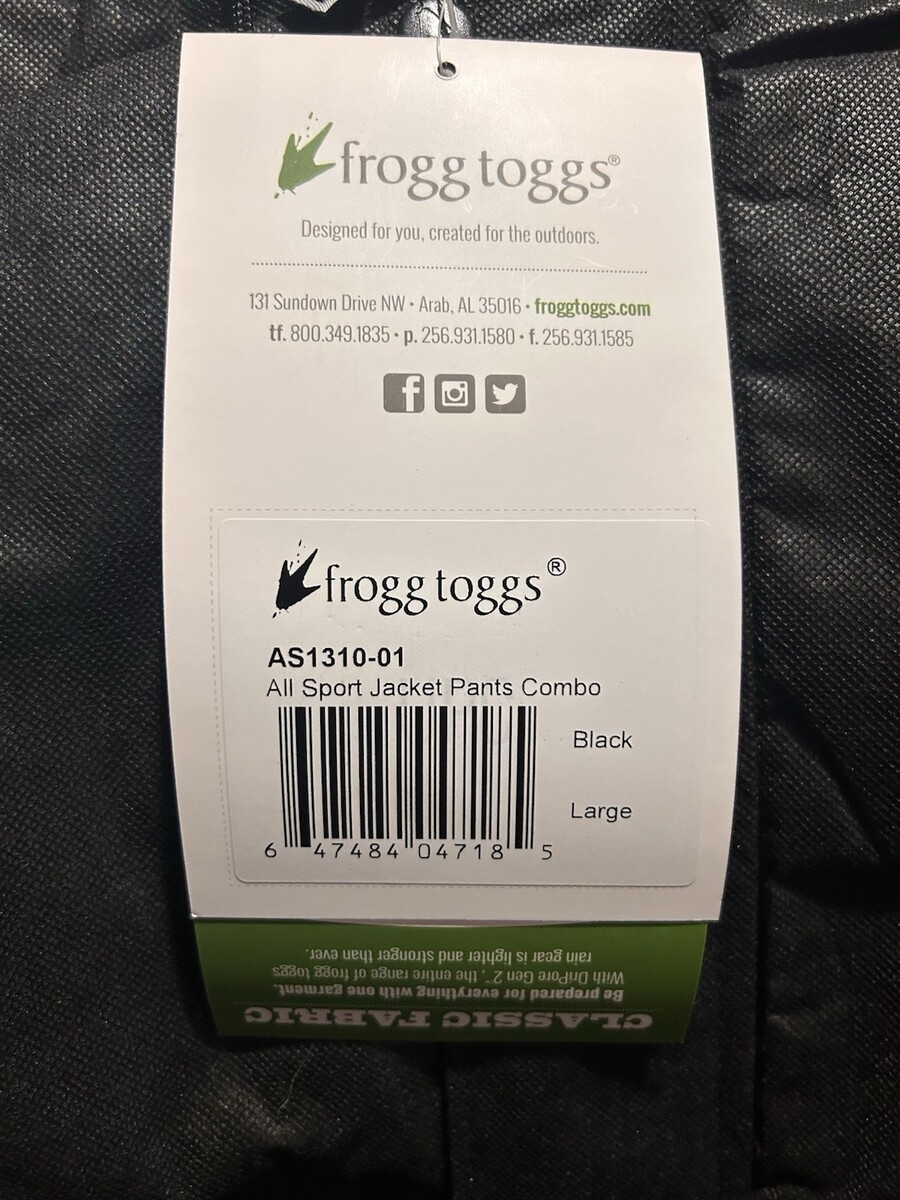 frogg toggs®
Designed for you, created for the outdoors.
131 Sundown Drive NW • Arab, AL 35016 • froggtoggs.com
tf. 800.349.1835 • p. 256.931.1580 • f. 256.931.1585
frogg toggs®
AS1310-01
All Sport Jacket Pants Combo
Black
Large
6 47484 04718 5
CLASSIC FABRIC
Be prepared for everything with one garment.
With DriPore Gen 2™, the entire range of frogg toggs
rain gear is lighter and stronger than ever.